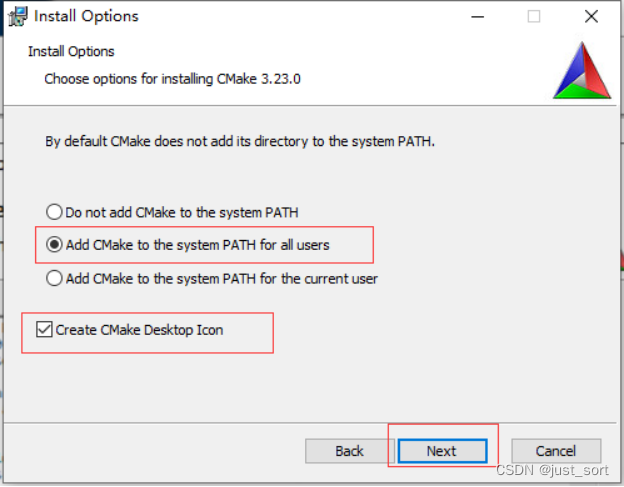 Install Options
Install Options
Choose options for installing CMake 3.23.0
By default CMake does not add its directory to the system PATH.
Do not add CMake to the system PATH
Add CMake to the system PATH for all users
Add CMake to the system PATH for the current user
Create CMake Desktop Icon
Back
Next
Cancel
CSDN @just_sort